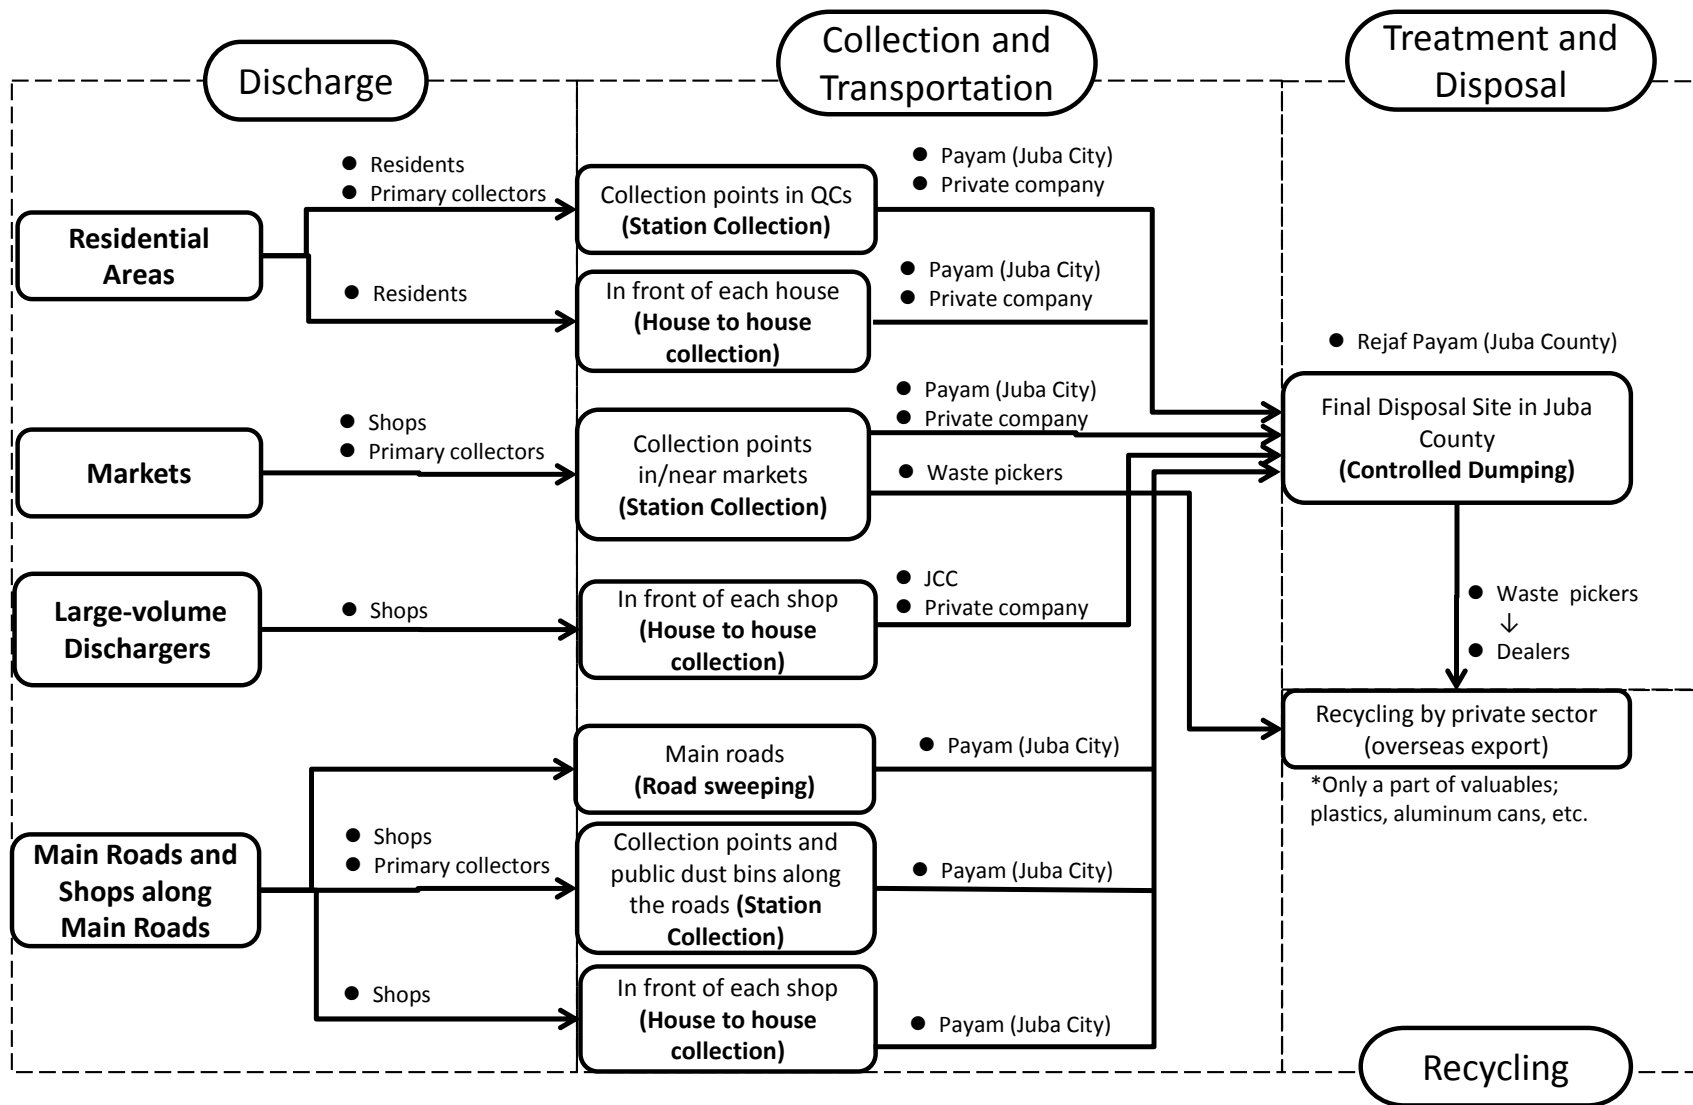 Discharge
Collection and
Transportation
Treatment and
Disposal
Residential
Areas
● Residents
● Primary collectors
● Residents
Collection points in QCs
(Station Collection)
● Payam (Juba City)
● Private company
In front of each house
(House to house
collection)
● Payam (Juba City)
● Private company
Markets
● Shops
● Primary collectors
Collection points
in/near markets
(Station Collection)
● Payam (Juba City)
● Private company
● Waste pickers
Large-volume
Dischargers
● Shops
In front of each shop
(House to house
collection)
● JCC
● Private company
Main Roads and
Shops along
Main Roads
● Shops
● Primary collectors
● Shops
Main roads
(Road sweeping)
● Payam (Juba City)
Collection points and
public dust bins along
the roads (Station
Collection)
● Payam (Juba City)
In front of each shop
(House to house
collection)
● Payam (Juba City)
● Rejaf Payam (Juba County)
Final Disposal Site in Juba
County
(Controlled Dumping)
● Waste pickers
↓
● Dealers
Recycling by private sector
(overseas export)
*Only a part of valuables;
plastics, aluminum cans, etc.
Recycling